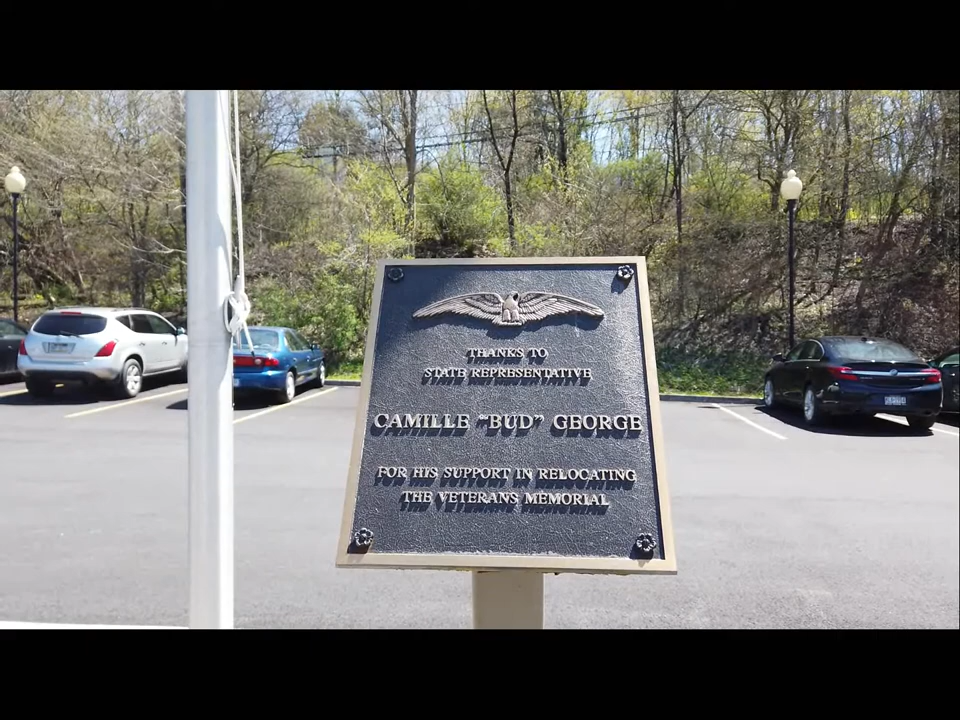 THANKS TO
STATE REPRESENTATIVE
CAMILLE "BUD" GEORGE
FOR HIS SUPPORT IN RELOCATING
THE VETERANS MEMORIAL